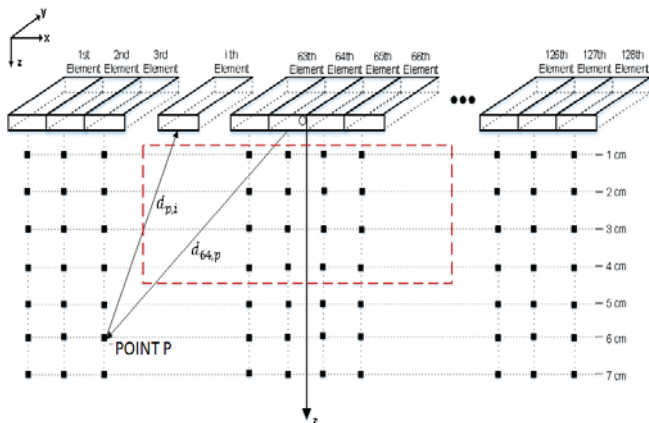 y
x
z
1st 2nd 3rd
Element Element Element
i th
Element
63th 64th 65th 66th
Element Element Element Element
126th 127th 128th
Element Element Element
O
1 cm
2 cm
3 cm
4 cm
5 cm
6 cm
7 cm
d_{p,i}
d_{64,p}
POINT P
z